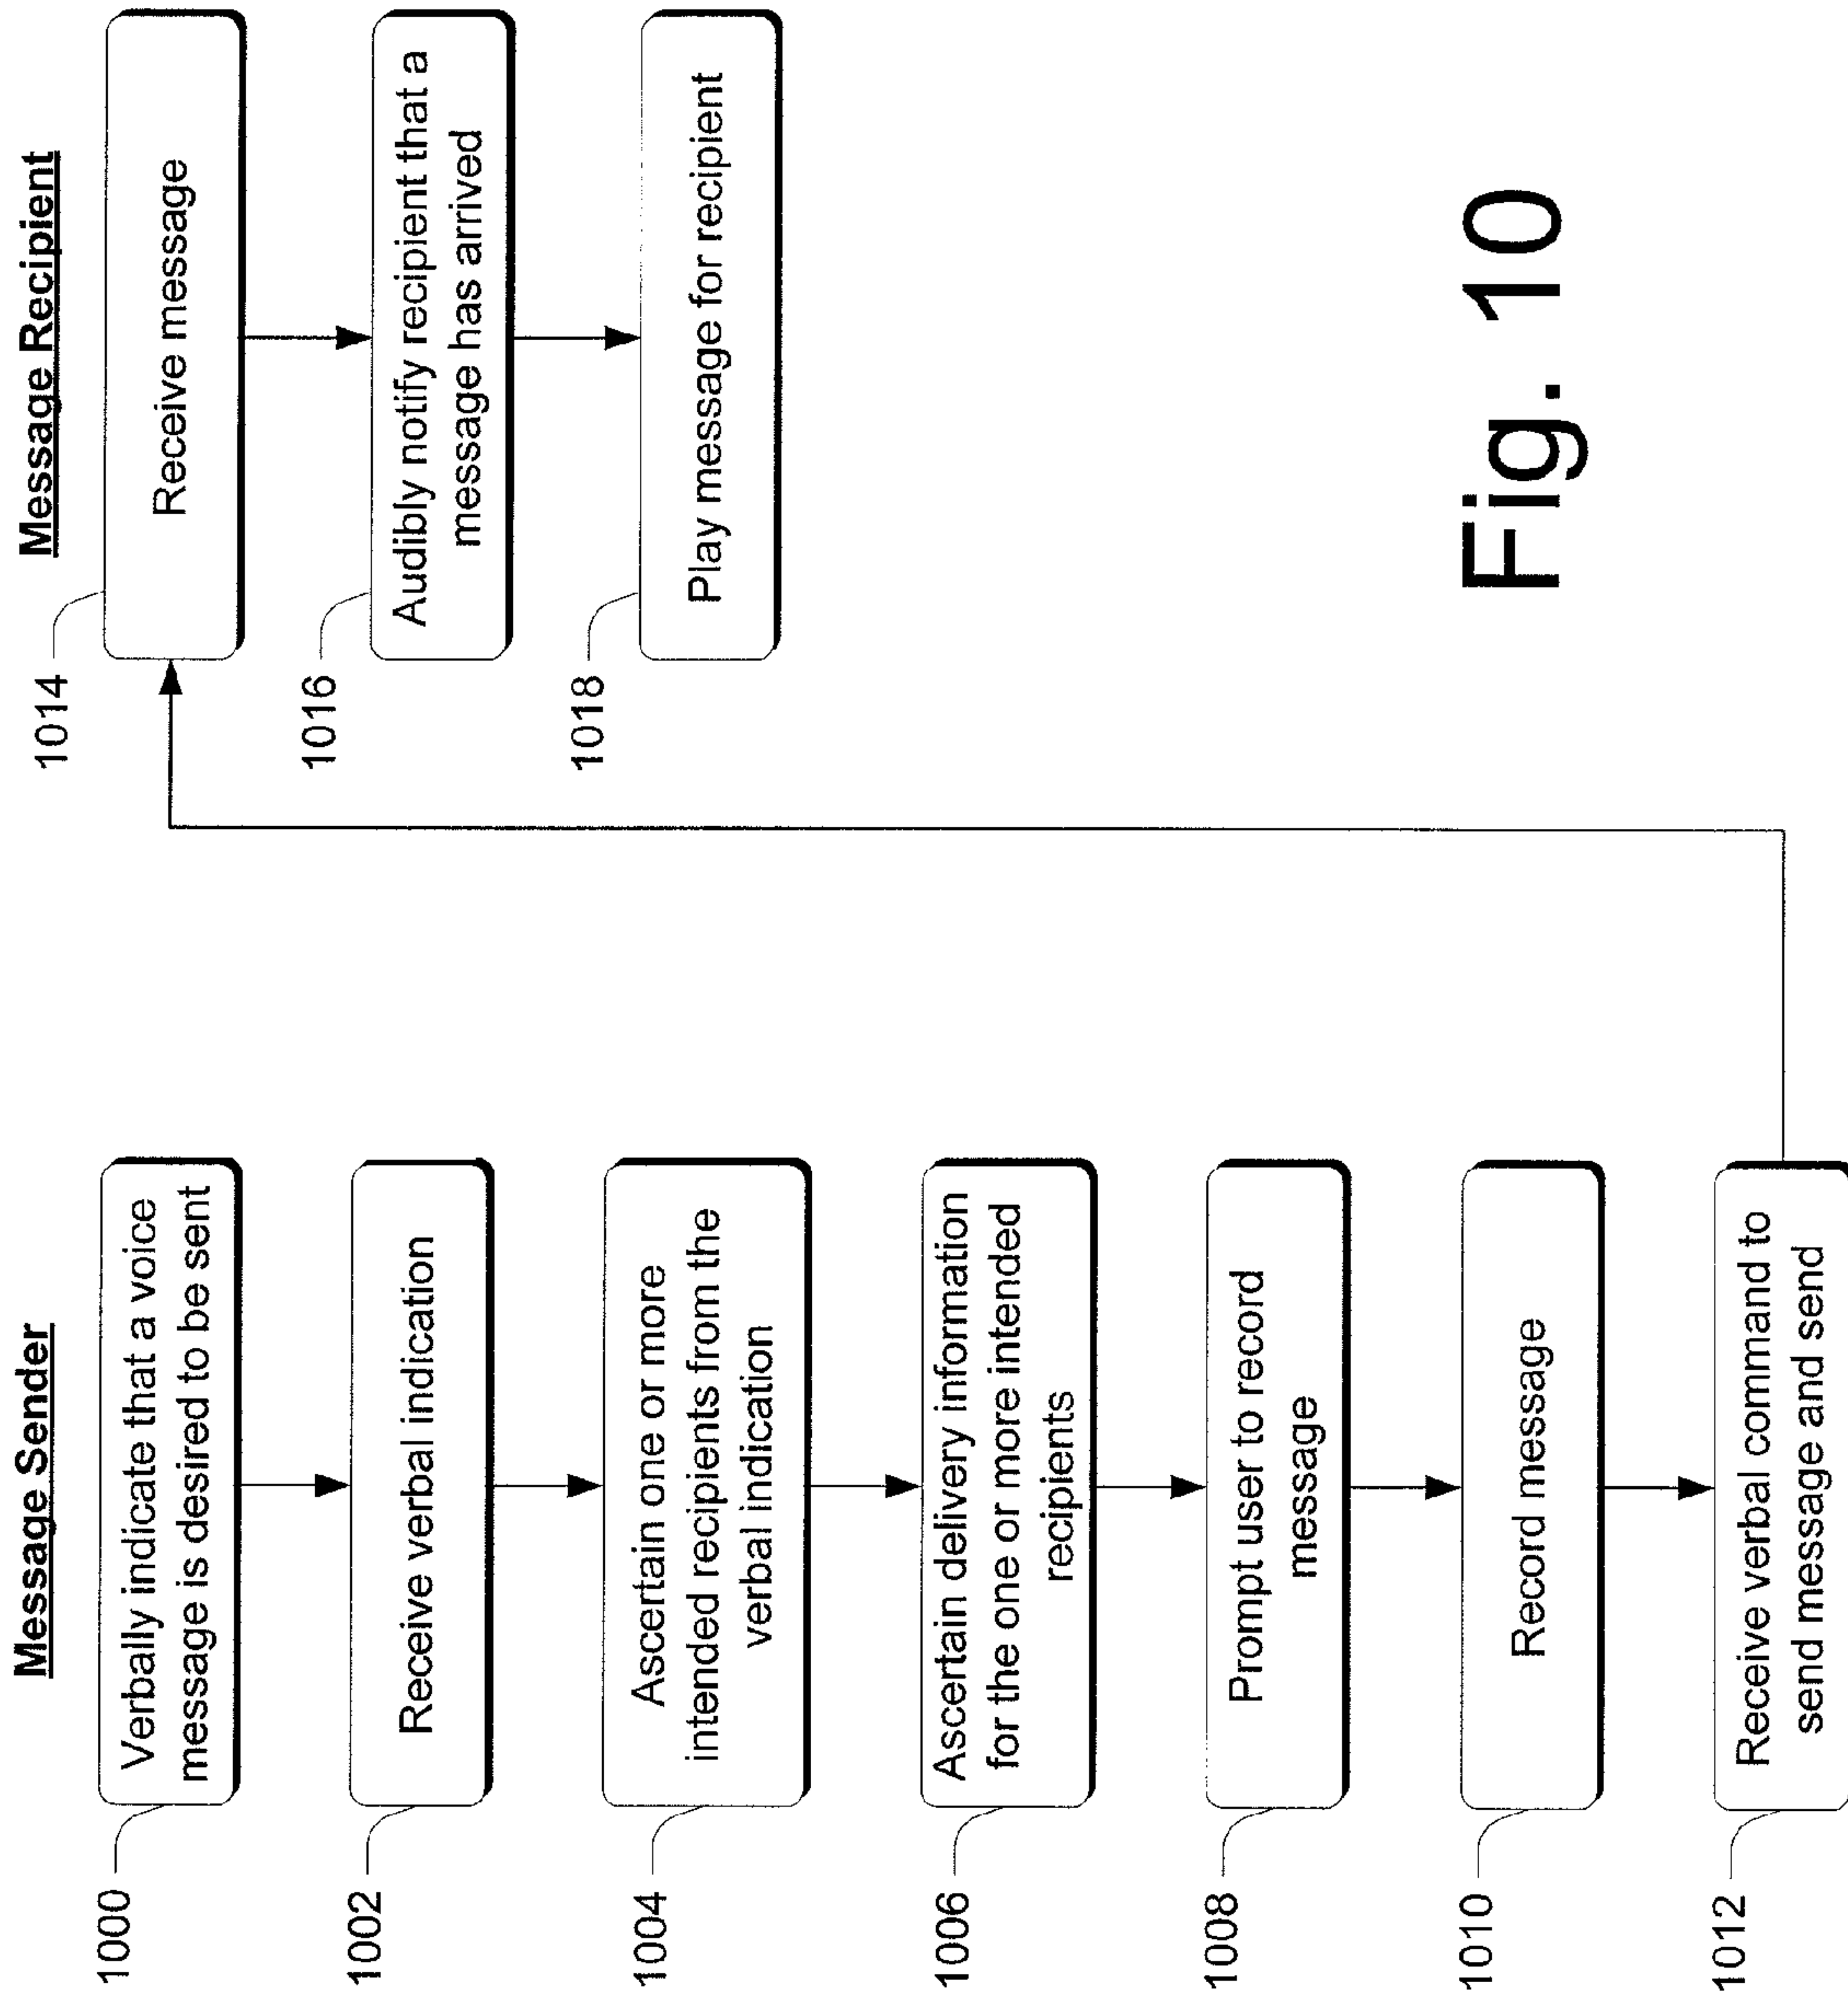 Message Sender
1000
Verbally indicate that a voice
message is desired to be sent
1002
Receive verbal indication
1004
Ascertain one or more
intended recipients from the
verbal indication
1006
Ascertain delivery information
for the one or more intended
recipients
1008
Prompt user to record
message
1010
Record message
1012
Receive verbal command to
send message and send
Message Recipient
1014
Receive message
1016
Audibly notify recipient that a
message has arrived
1018
Play message for recipient
Fig. 10